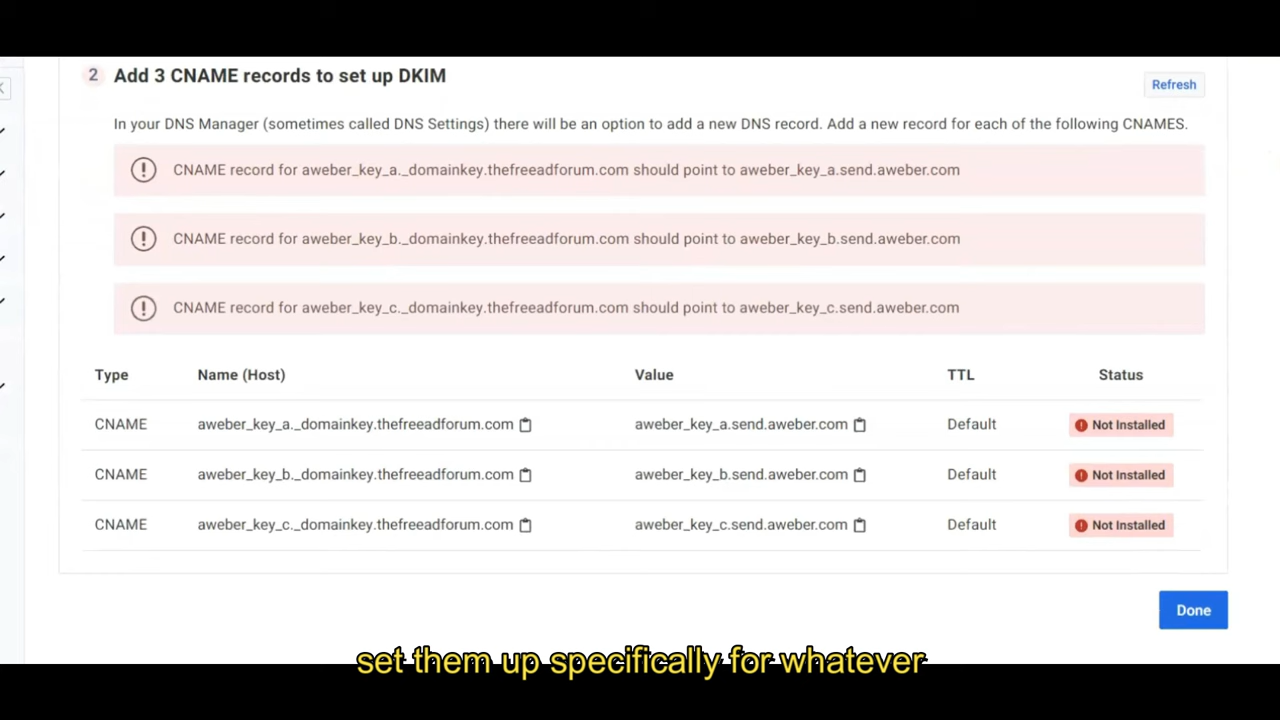 2 Add 3 CNAME records to set up DKIM
Refresh
In your DNS Manager (sometimes called DNS Settings) there will be an option to add a new DNS record. Add a new record for each of the following CNAMES.
CNAME record for aweber_key_a._domainkey.thefreeadforum.com should point to aweber_key_a.send.aweber.com
CNAME record for aweber_key_b._domainkey.thefreeadforum.com should point to aweber_key_b.send.aweber.com
CNAME record for aweber_key_c._domainkey.thefreeadforum.com should point to aweber_key_c.send.aweber.com
Type Name (Host) Value TTL Status
CNAME aweber_key_a._domainkey.thefreeadforum.com aweber_key_a.send.aweber.com Default Not Installed
CNAME aweber_key_b._domainkey.thefreeadforum.com aweber_key_b.send.aweber.com Default Not Installed
CNAME aweber_key_c._domainkey.thefreeadforum.com aweber_key_c.send.aweber.com Default Not Installed
Done
set them up specifically for whatever